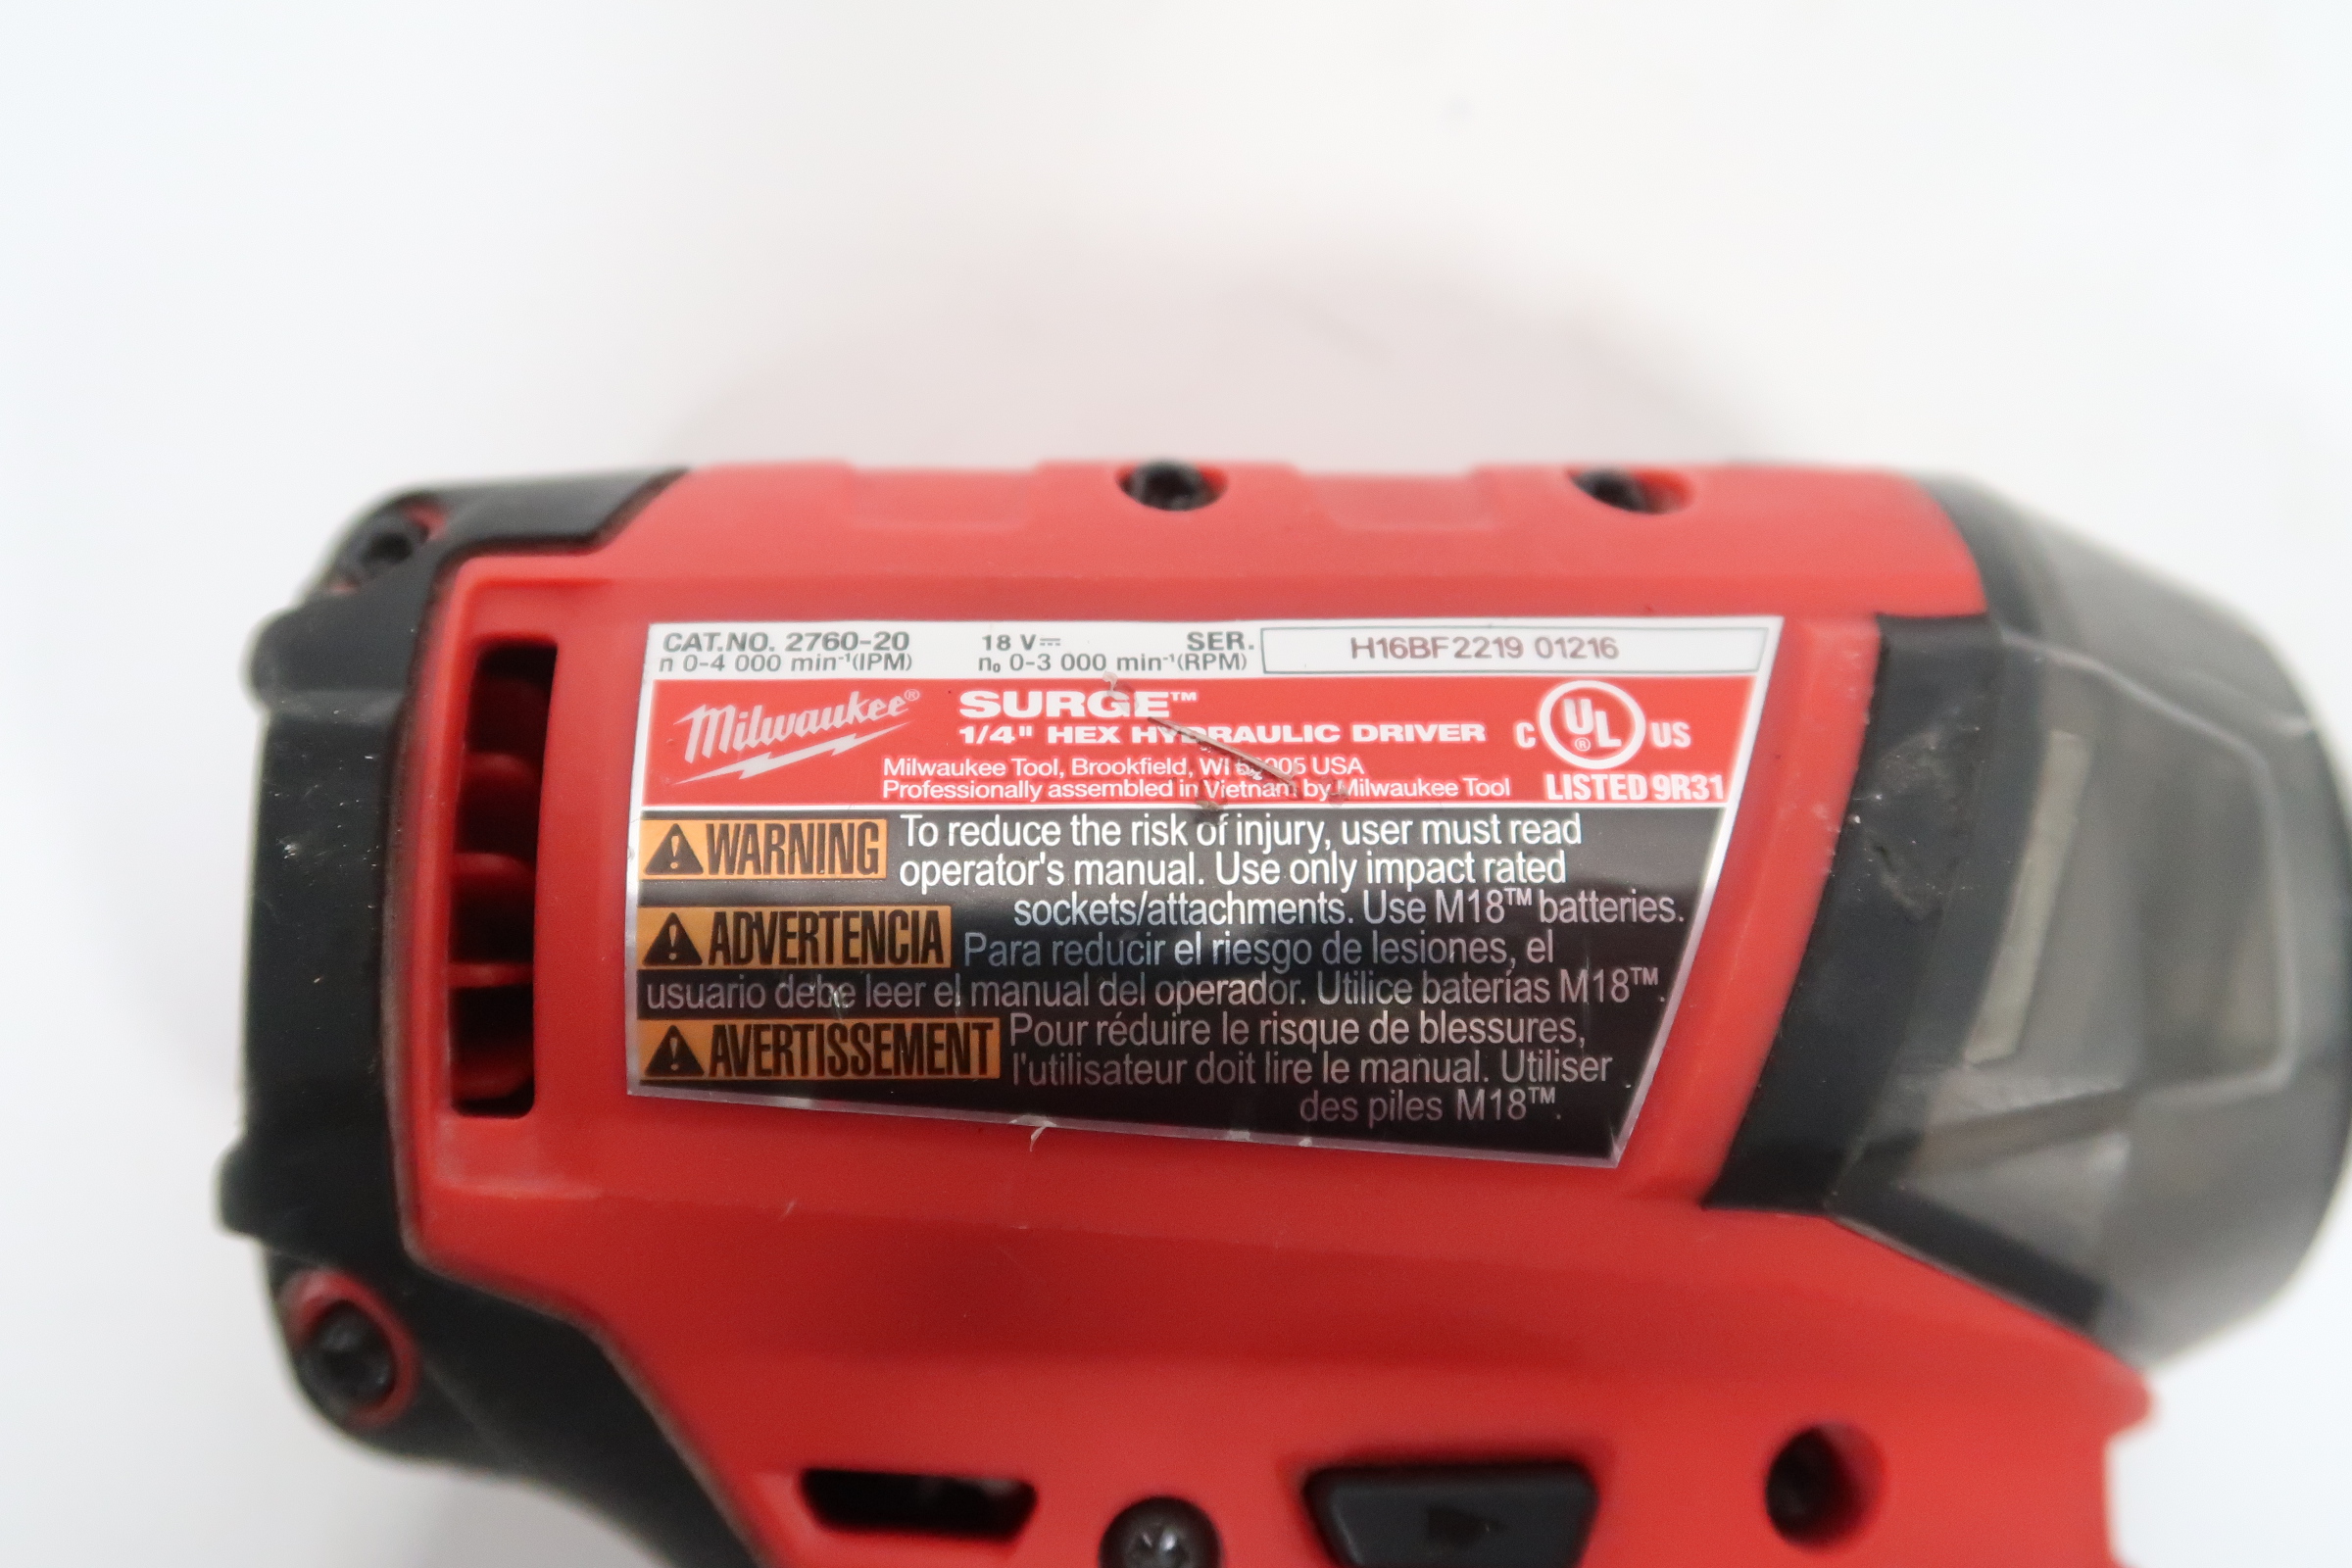 CAT.NO. 2760-20 18 V⎓ SER. H16BF2219 01216
n 0-4 000 min⁻¹(IPM) n₀ 0-3 000 min⁻¹(RPM)
Milwaukee® SURGE™
1/4" HEX HYDRAULIC DRIVER C UL® US
Milwaukee Tool, Brookfield, WI USA
Professionally assembled in Vietnam by Milwaukee Tool LISTED 9R31
WARNING To reduce the risk of injury, user must read
operator's manual. Use only impact rated
sockets/attachments. Use M18™ batteries.
ADVERTENCIA Para reducir el riesgo de lesiones, el
usuario debe leer el manual del operador. Utilice baterías M18™.
AVERTISSEMENT Pour réduire le risque de blessures,
l'utilisateur doit lire le manual. Utiliser
des piles M18™.